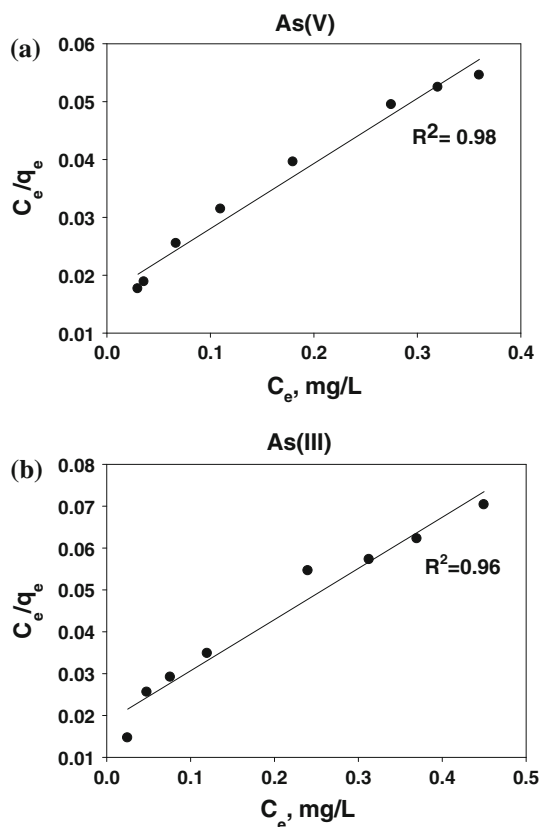 As(V)
(a)
0.06
0.05
0.04
0.03
0.02
0.01
C_e/q_e
R² = 0.98
0.0 0.1 0.2 0.3 0.4
C_e, mg/L
As(III)
(b)
0.08
0.07
0.06
0.05
0.04
0.03
0.02
0.01
C_e/q_e
R²=0.96
0.0 0.1 0.2 0.3 0.4 0.5
C_e, mg/L